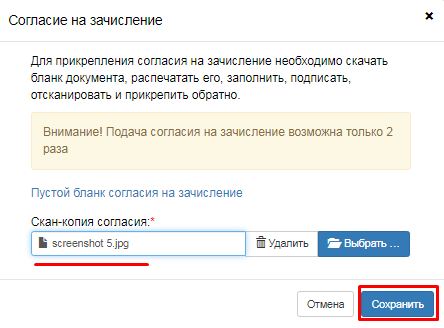 Согласие на зачисление
Для прикрепления согласия на зачисление необходимо скачать
бланк документа, распечатать его, заполнить, подписать,
отсканировать и прикрепить обратно.
Внимание! Подача согласия на зачисление возможна только 2
раза
Пустой бланк согласия на зачисление
Скан-копия согласия:*
screenshot 5.jpg Удалить Выбрать ...
Отмена Сохранить